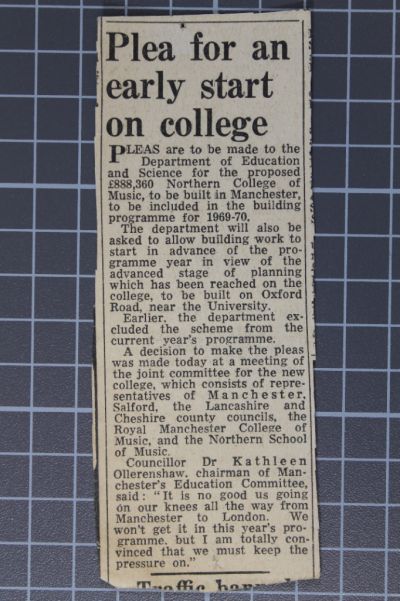 Plea for an
early start
on college
PLEAS are to be made to the
Department of Education
and Science for the proposed
£888,360 Northern College of
Music, to be built in Manchester,
to be included in the building
programme for 1969-70.
The department will also be
asked to allow building work to
start in advance of the pro-
gramme year in view of the
advanced stage of planning
which has been reached on the
college, to be built on Oxford
Road, near the University.
Earlier, the department ex-
cluded the scheme from the
current year's programme.
A decision to make the pleas
was made today at a meeting of
the joint committee for the new
college, which consists of repre-
sentatives of Manchester,
Salford, the Lancashire and
Cheshire county councils, the
Royal Manchester College of
Music, and the Northern School
of Music.
Councillor Dr Kathleen
Ollerenshaw, chairman of Man-
chester's Education Committee,
said: "It is no good us going
on our knees all the way from
Manchester to London. We
won't get it in this year's pro-
gramme, but I am totally con-
vinced that we must keep the
pressure on."
Traffic